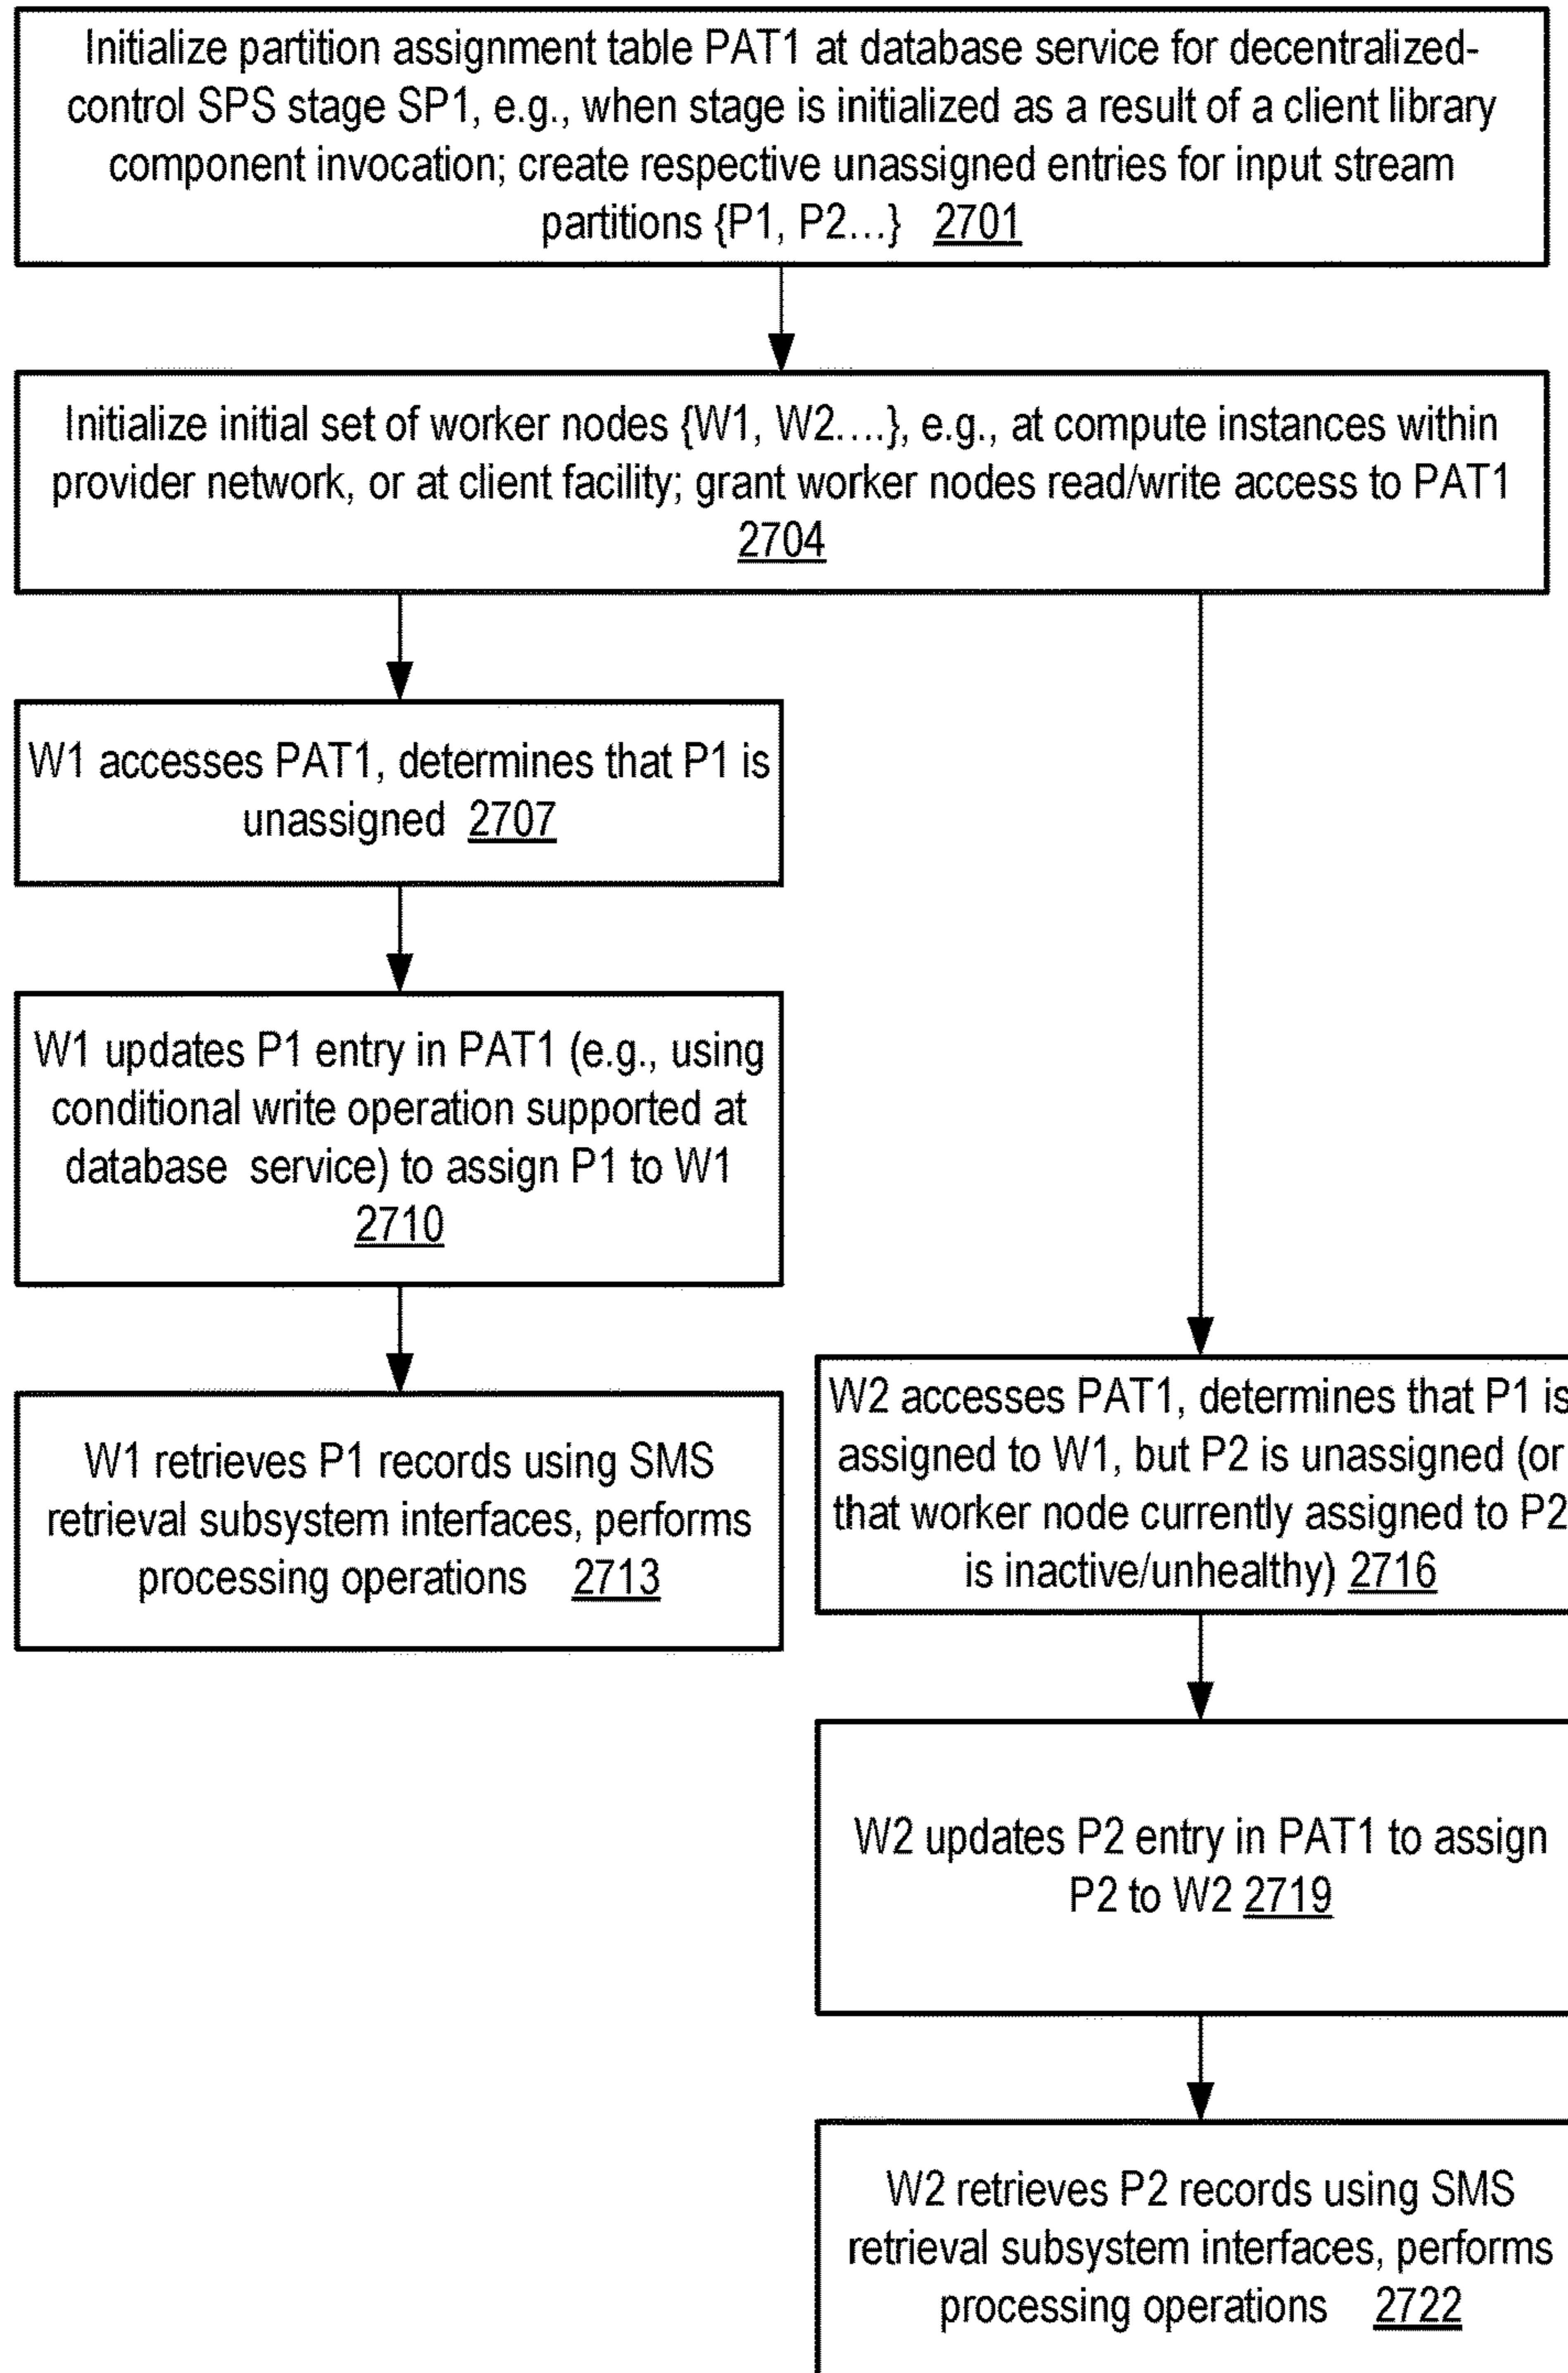 Initialize partition assignment table PAT1 at database service for decentralized-
control SPS stage SP1, e.g., when stage is initialized as a result of a client library
component invocation; create respective unassigned entries for input stream
partitions {P1, P2…} 2701
Initialize initial set of worker nodes {W1, W2….}, e.g., at compute instances within
provider network, or at client facility; grant worker nodes read/write access to PAT1
2704
W1 accesses PAT1, determines that P1 is
unassigned 2707
W1 updates P1 entry in PAT1 (e.g., using
conditional write operation supported at
database service) to assign P1 to W1
2710
W1 retrieves P1 records using SMS
retrieval subsystem interfaces, performs
processing operations 2713
W2 accesses PAT1, determines that P1 is
assigned to W1, but P2 is unassigned (or
that worker node currently assigned to P2
is inactive/unhealthy) 2716
W2 updates P2 entry in PAT1 to assign
P2 to W2 2719
W2 retrieves P2 records using SMS
retrieval subsystem interfaces, performs
processing operations 2722